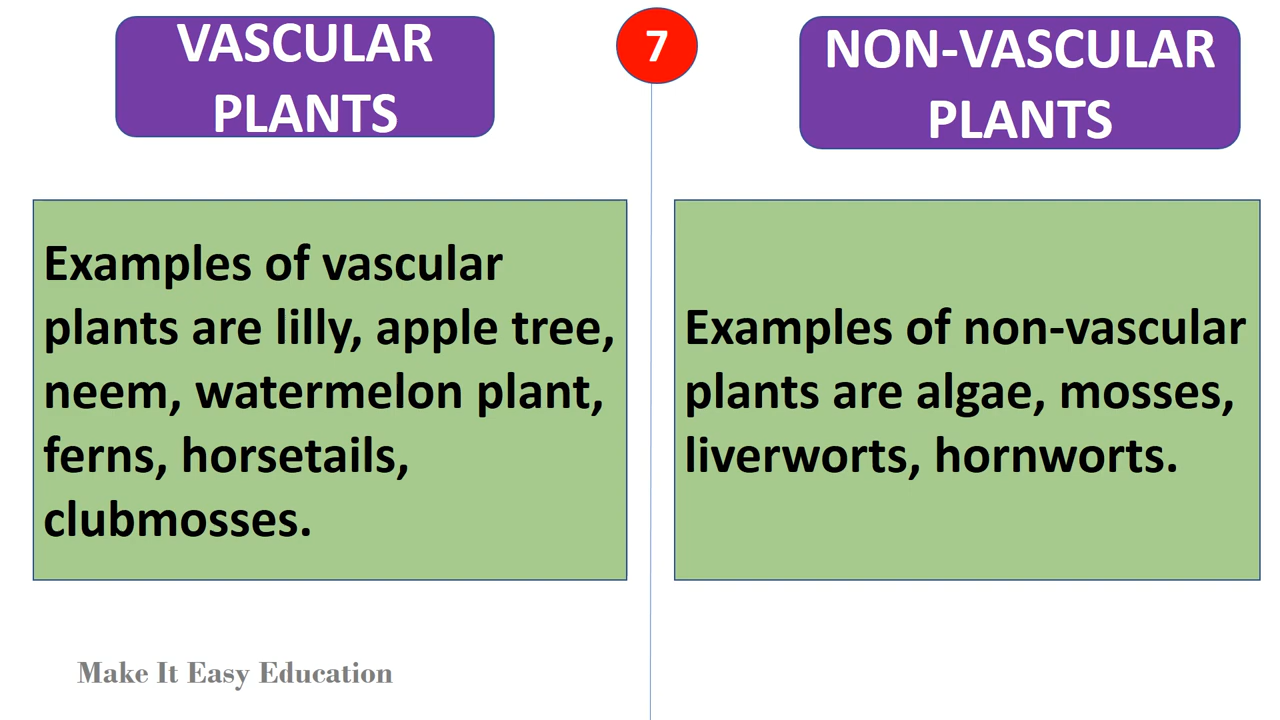 VASCULAR
PLANTS
7
NON-VASCULAR
PLANTS
Examples of vascular
plants are lilly, apple tree,
neem, watermelon plant,
ferns, horsetails,
clubmosses.
Examples of non-vascular
plants are algae, mosses,
liverworts, hornworts.
Make It Easy Education